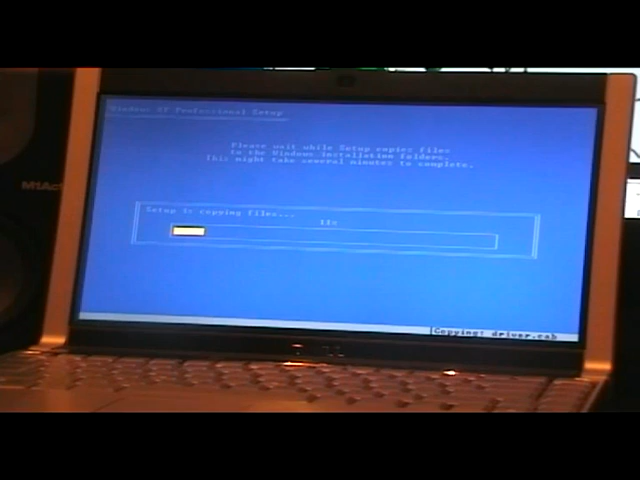 Windows XP Professional Setup
Please wait while Setup copies files
to the Windows installation folders.
This might take several minutes to complete.
Setup is copying files...
11%
Copying: driver.cab
M1Act